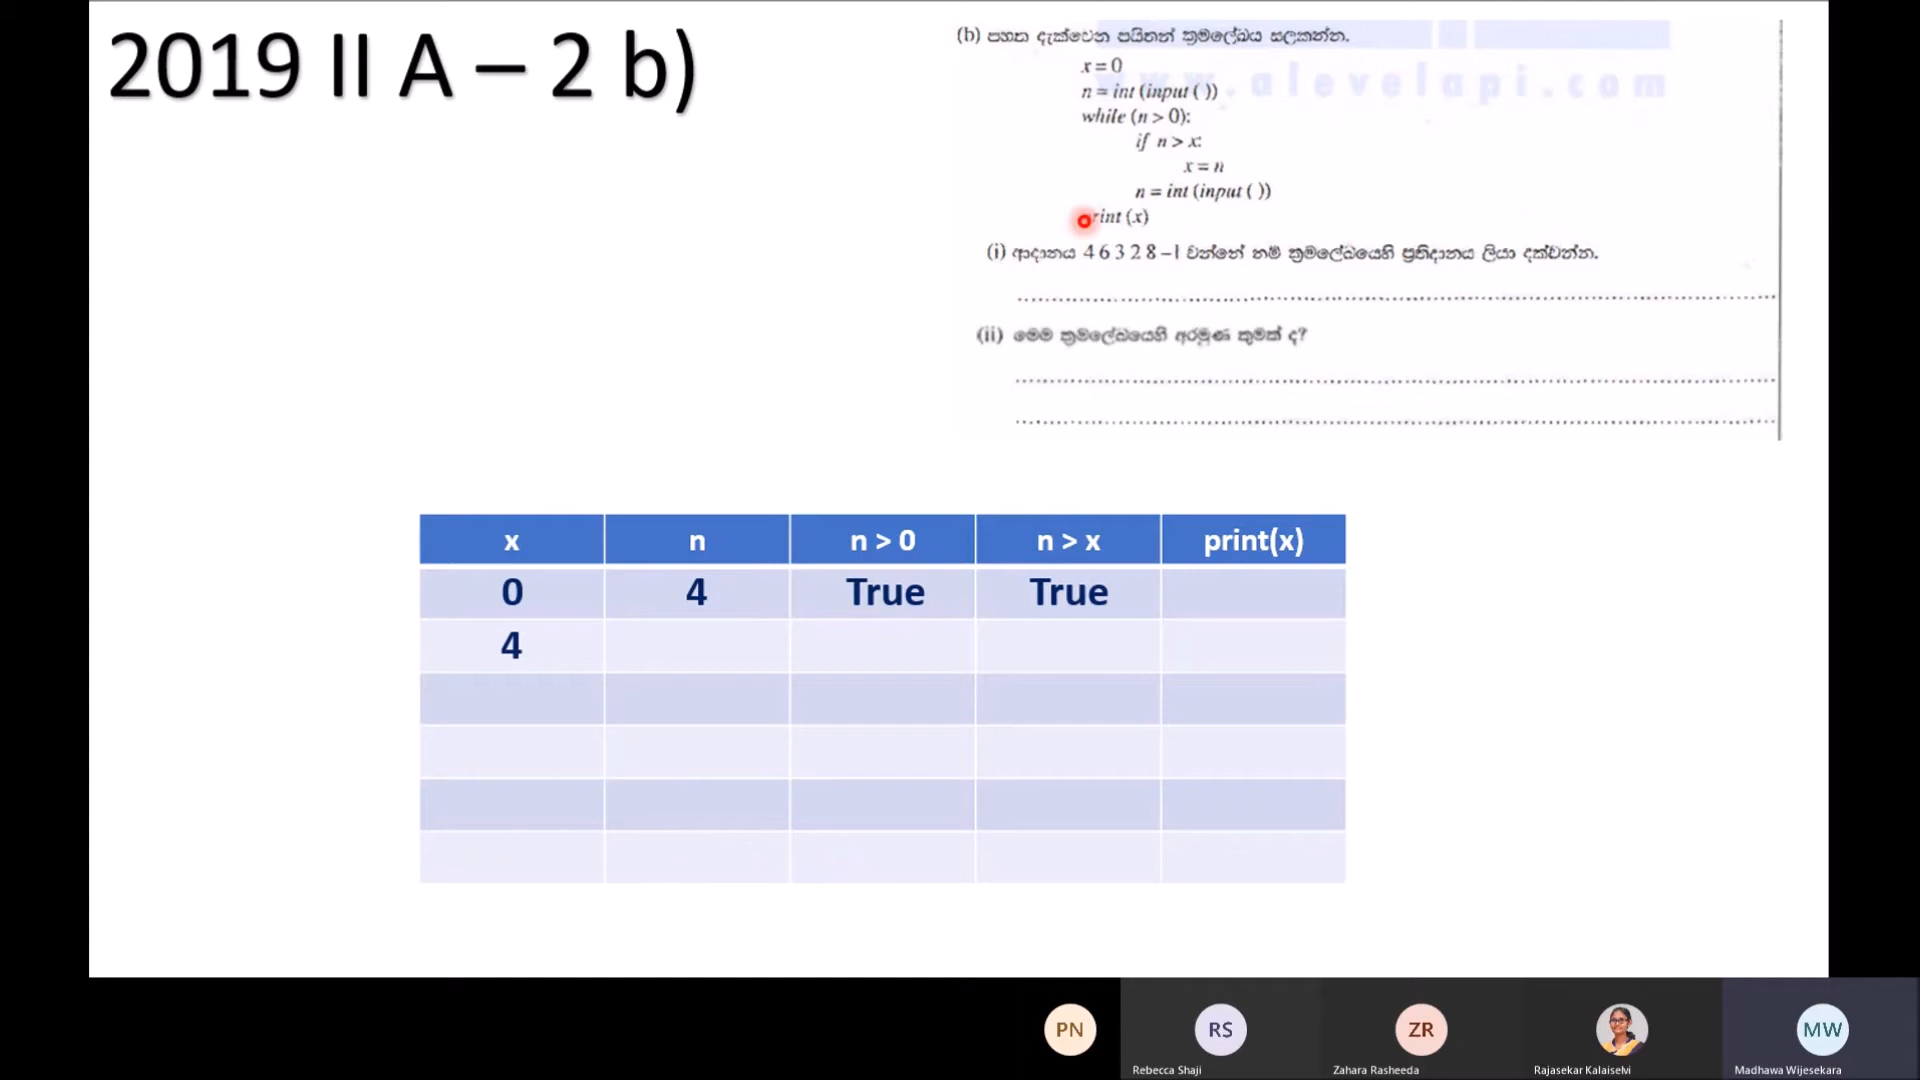 2019 II A – 2 b)
(b) පහත දැක්වෙන පයිතන් ක්‍රමලේඛය සලකන්න.
www.alevelapi.com
x = 0
n = int (input ( ))
while (n > 0):
if n > x:
x = n
n = int (input ( ))
rint (x)
(i) ආදානය 4 6 3 2 8 –1 වන්නේ නම් ක්‍රමලේඛයෙහි ප්‍රතිදානය ලියා දක්වන්න.
(ii) මෙම ක්‍රමලේඛයෙහි අරමුණ කුමක් ද?
x n n > 0 n > x print(x)
0 4 True True
4
PN RS ZR MW
Rebecca Shaji Zahara Rasheeda Rajasekar Kalaiselvi Madhawa Wijesekara